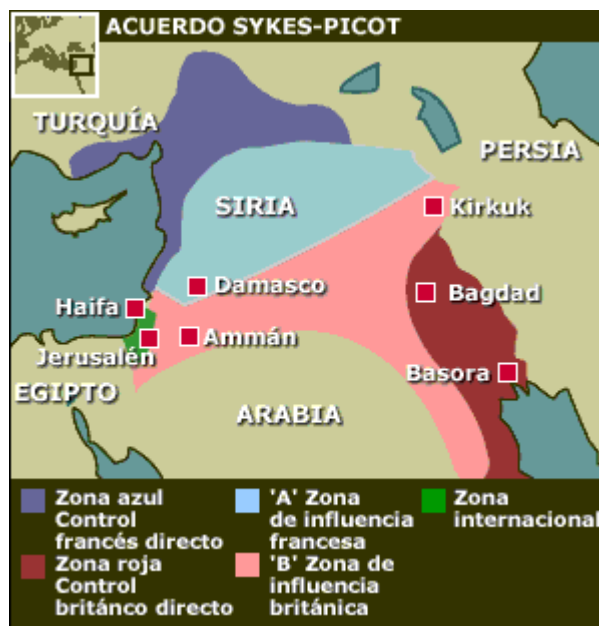 ACUERDO SYKES-PICOT
TURQUÍA
PERSIA
SIRIA
Kirkuk
Damasco
Bagdad
Haifa
Ammán
Jerusalén
Basora
EGIPTO
ARABIA
Zona azul
Control
francés directo
'A' Zona
de influencia
francesa
Zona
internacional
Zona roja
Control
británco directo
'B' Zona de
influencia
británica